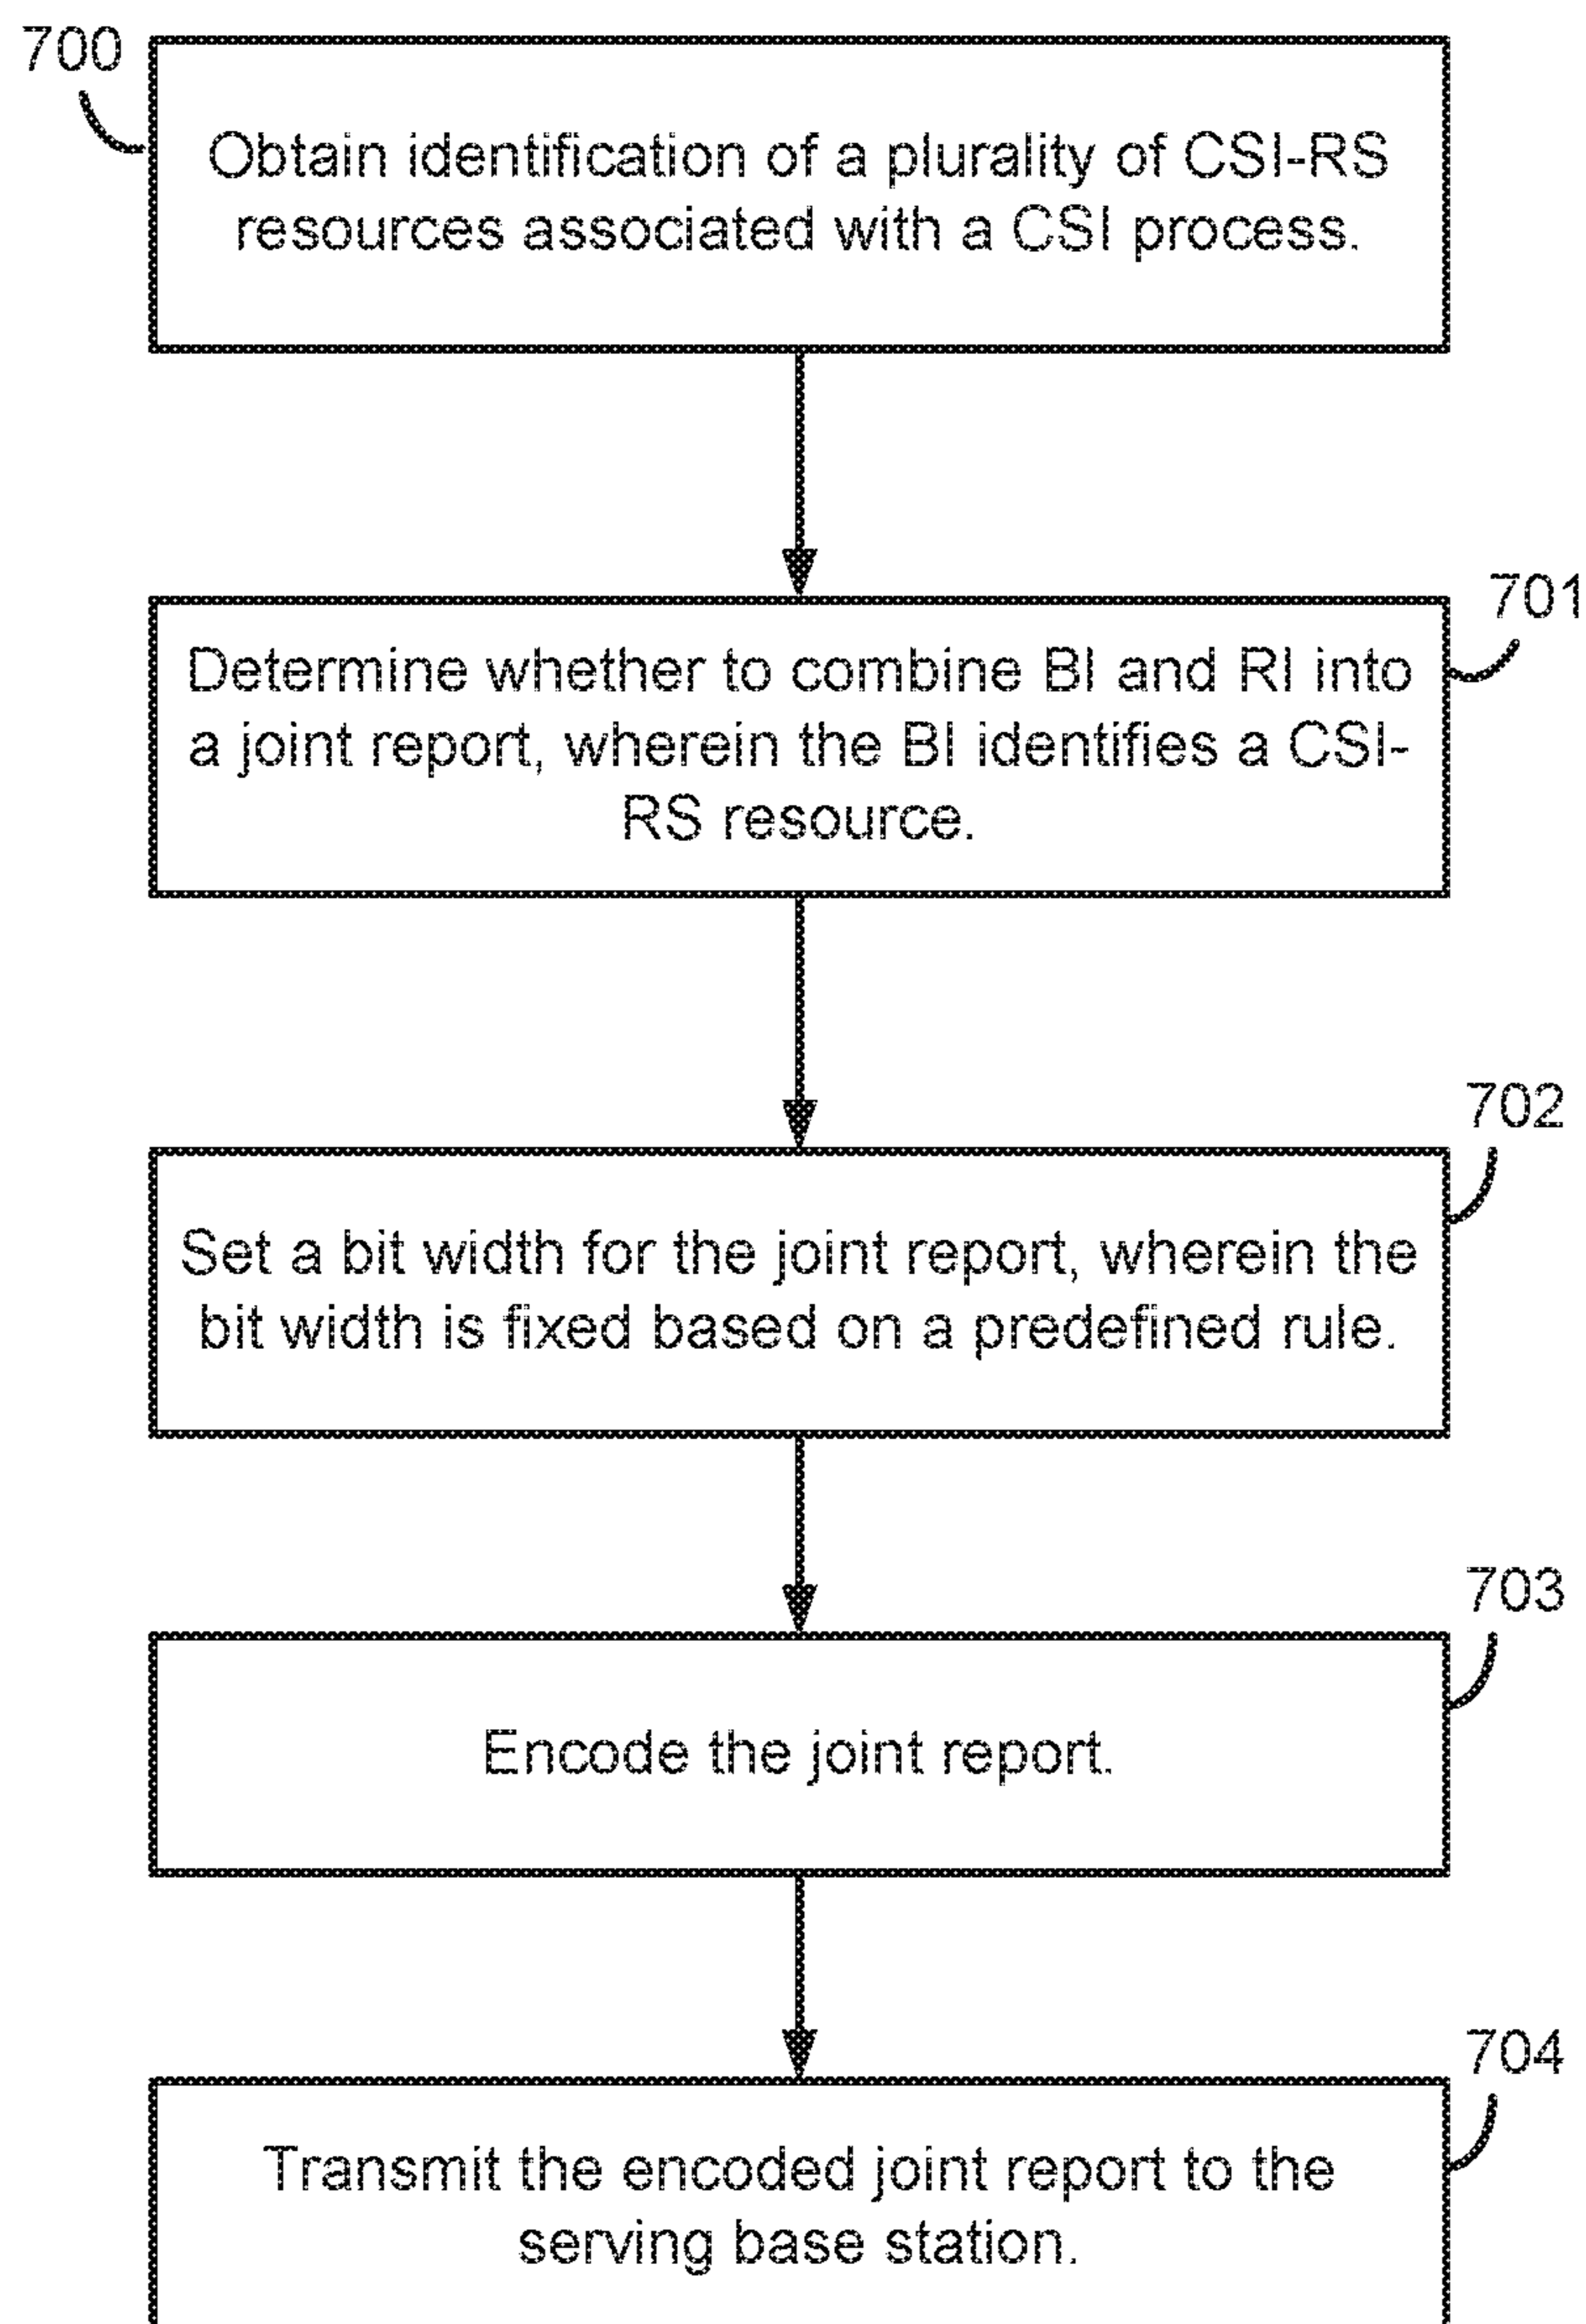 700
Obtain identification of a plurality of CSI-RS
resources associated with a CSI process.
701
Determine whether to combine BI and RI into
a joint report, wherein the BI identifies a CSI-
RS resource.
702
Set a bit width for the joint report, wherein the
bit width is fixed based on a predefined rule.
703
Encode the joint report.
704
Transmit the encoded joint report to the
serving base station.